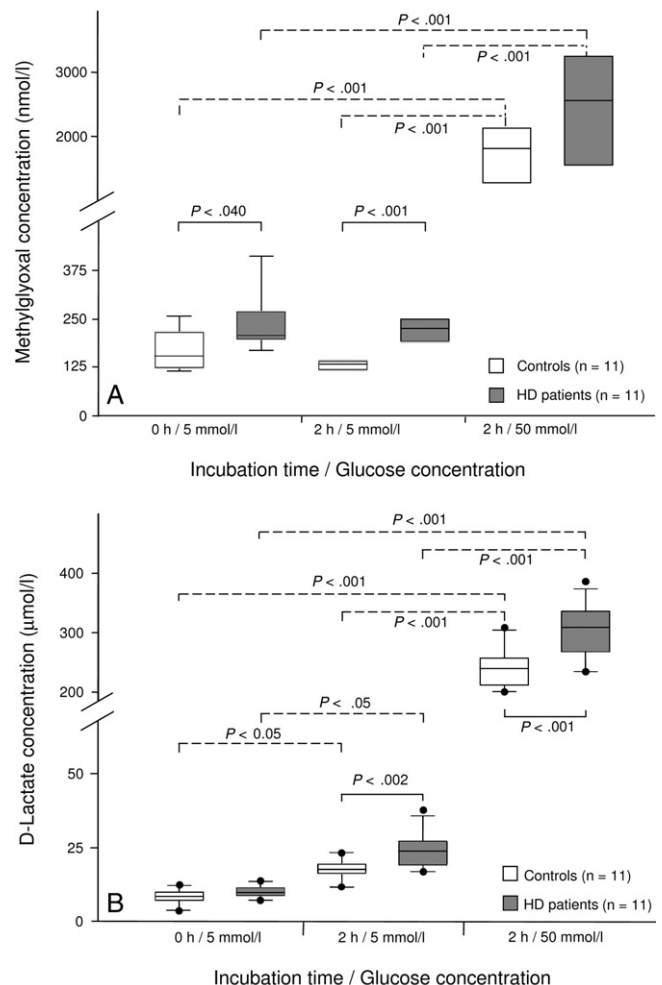 P < .001
P < .001
3000
P < .001
P < .001
2000
Methylglyoxal concentration (nmol/l)
P < .040
P < .001
375
250
125
Controls (n = 11)
HD patients (n = 11)
A
0
0 h / 5 mmol/l
2 h / 5 mmol/l
2 h / 50 mmol/l
Incubation time / Glucose concentration
P < .001
P < .001
400
P < .001
P < .001
300
200
D-Lactate concentration (µmol/l)
P < .05
P < 0.05
P < .001
50
P < .002
25
Controls (n = 11)
HD patients (n = 11)
B
0
0 h / 5 mmol/l
2 h / 5 mmol/l
2 h / 50 mmol/l
Incubation time / Glucose concentration